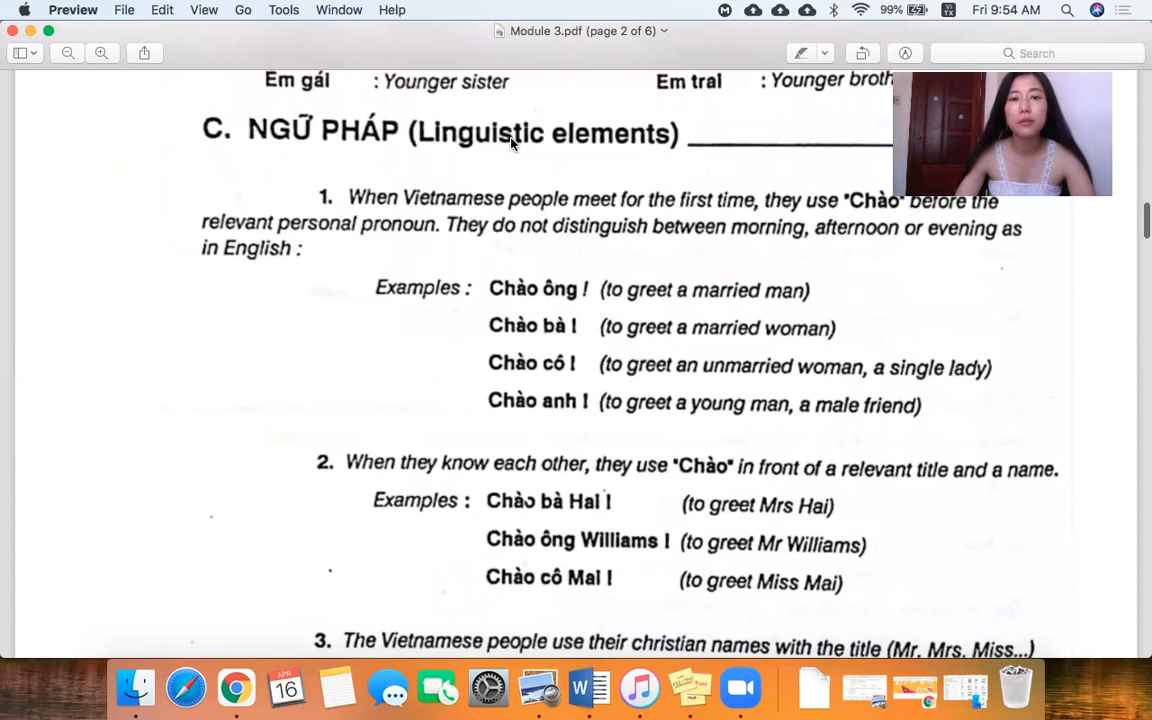 Preview File Edit View Go Tools Window Help 99% VI TX Fri 9:54 AM
Module 3.pdf (page 2 of 6)
Search
Em gái : Younger sister Em trai : Younger broth
C. NGỮ PHÁP (Linguistic elements)
1. When Vietnamese people meet for the first time, they use "Chào" before the
relevant personal pronoun. They do not distinguish between morning, afternoon or evening as
in English :
Examples : Chào ông ! (to greet a married man)
Chào bà ! (to greet a married woman)
Chào cô ! (to greet an unmarried woman, a single lady)
Chào anh ! (to greet a young man, a male friend)
2. When they know each other, they use "Chào" in front of a relevant title and a name.
Examples : Chào bà Hai ! (to greet Mrs Hai)
Chào ông Williams ! (to greet Mr Williams)
Chào cô Mai ! (to greet Miss Mai)
3. The Vietnamese people use their christian names with the title (Mr, Mrs, Miss...)
APR
16